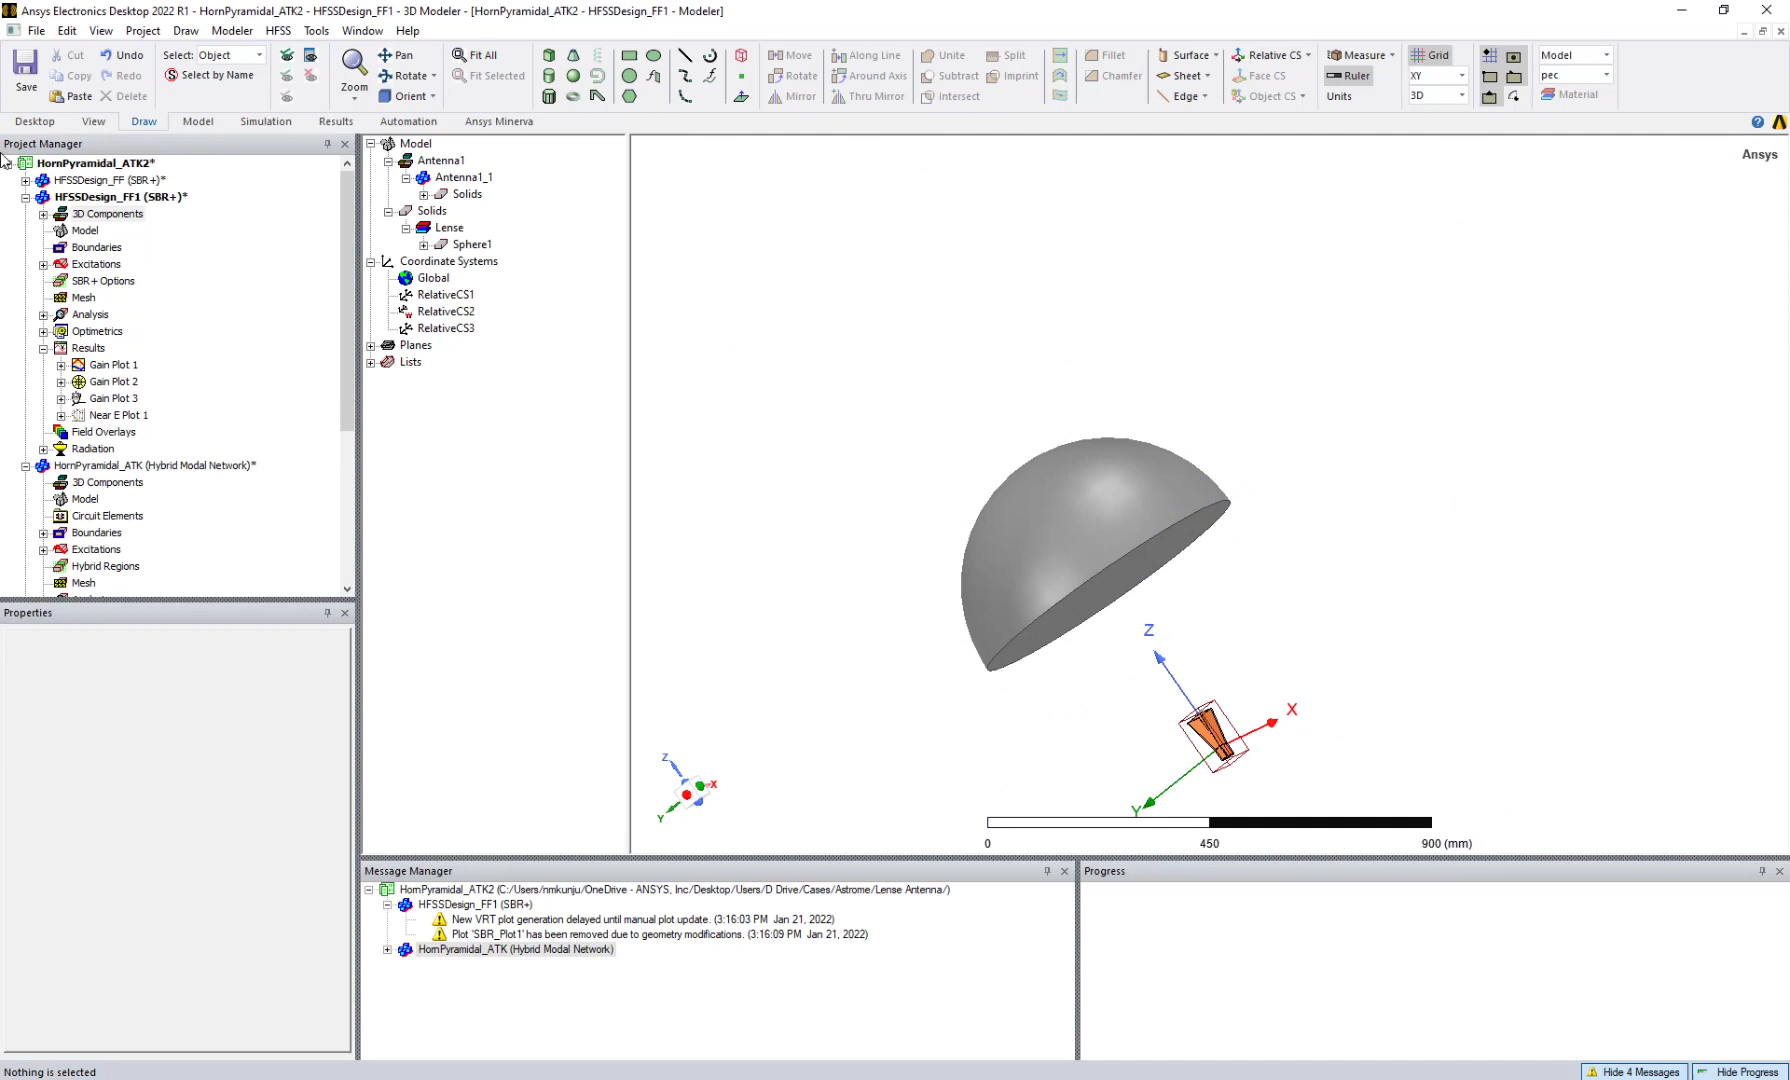 Ansys Electronics Desktop 2022 R1 - HornPyramidal_ATK2 - HFSSDesign_FF1 - 3D Modeler - [HornPyramidal_ATK2 - HFSSDesign_FF1 - Modeler]
File Edit View Project Draw Modeler HFSS Tools Window Help
Save Cut Undo Select: Object Pan Fit All Move Along Line Unite Split Fillet Surface Relative CS Measure Grid Model
Copy Redo Select by Name Zoom Rotate Fit Selected Rotate Around Axis Subtract Imprint Chamfer Sheet Face CS Ruler XY pec
Paste Delete Orient Mirror Thru Mirror Intersect Edge Object CS Units 3D Material
Desktop View Draw Model Simulation Results Automation Ansys Minerva
Project Manager
HornPyramidal_ATK2*
HFSSDesign_FF (SBR+)*
HFSSDesign_FF1 (SBR+)*
3D Components
Model
Boundaries
Excitations
SBR+ Options
Mesh
Analysis
Optimetrics
Results
Gain Plot 1
Gain Plot 2
Gain Plot 3
Near E Plot 1
Field Overlays
Radiation
HornPyramidal_ATK (Hybrid Modal Network)*
3D Components
Model
Circuit Elements
Boundaries
Excitations
Hybrid Regions
Mesh
Properties
Model
Antenna1
Antenna1_1
Solids
Solids
Lense
Sphere1
Coordinate Systems
Global
RelativeCS1
RelativeCS2
RelativeCS3
Planes
Lists
Ansys
Z
X
Y
Z
X
Y
0 450 900 (mm)
Message Manager
HornPyramidal_ATK2 (C:/Users/nmkunju/OneDrive - ANSYS, Inc/Desktop/Users/D Drive/Cases/Astrome/Lense Antenna/)
HFSSDesign_FF1 (SBR+)
New VRT plot generation delayed until manual plot update. (3:16:03 PM Jan 21, 2022)
Plot 'SBR_Plot1' has been removed due to geometry modifications. (3:16:09 PM Jan 21, 2022)
HornPyramidal_ATK (Hybrid Modal Network)
Progress
Nothing is selected
Hide 4 Messages
Hide Progress